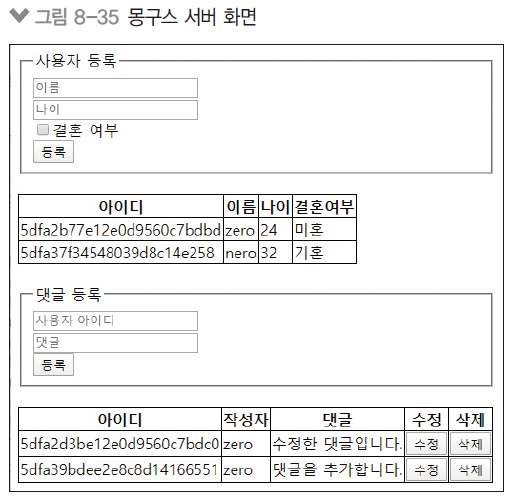 그림 8-35 몽구스 서버 화면
사용자 등록
이름
나이
결혼 여부
등록
아이디 이름 나이 결혼여부
5dfa2b77e12e0d9560c7bdbd zero 24 미혼
5dfa37f34548039d8c14e258 nero 32 기혼
댓글 등록
사용자 아이디
댓글
등록
아이디 작성자 댓글 수정 삭제
5dfa2d3be12e0d9560c7bdc0 zero 수정한 댓글입니다. 수정 삭제
5dfa39bdee2e8c8d14166551 zero 댓글을 추가합니다. 수정 삭제